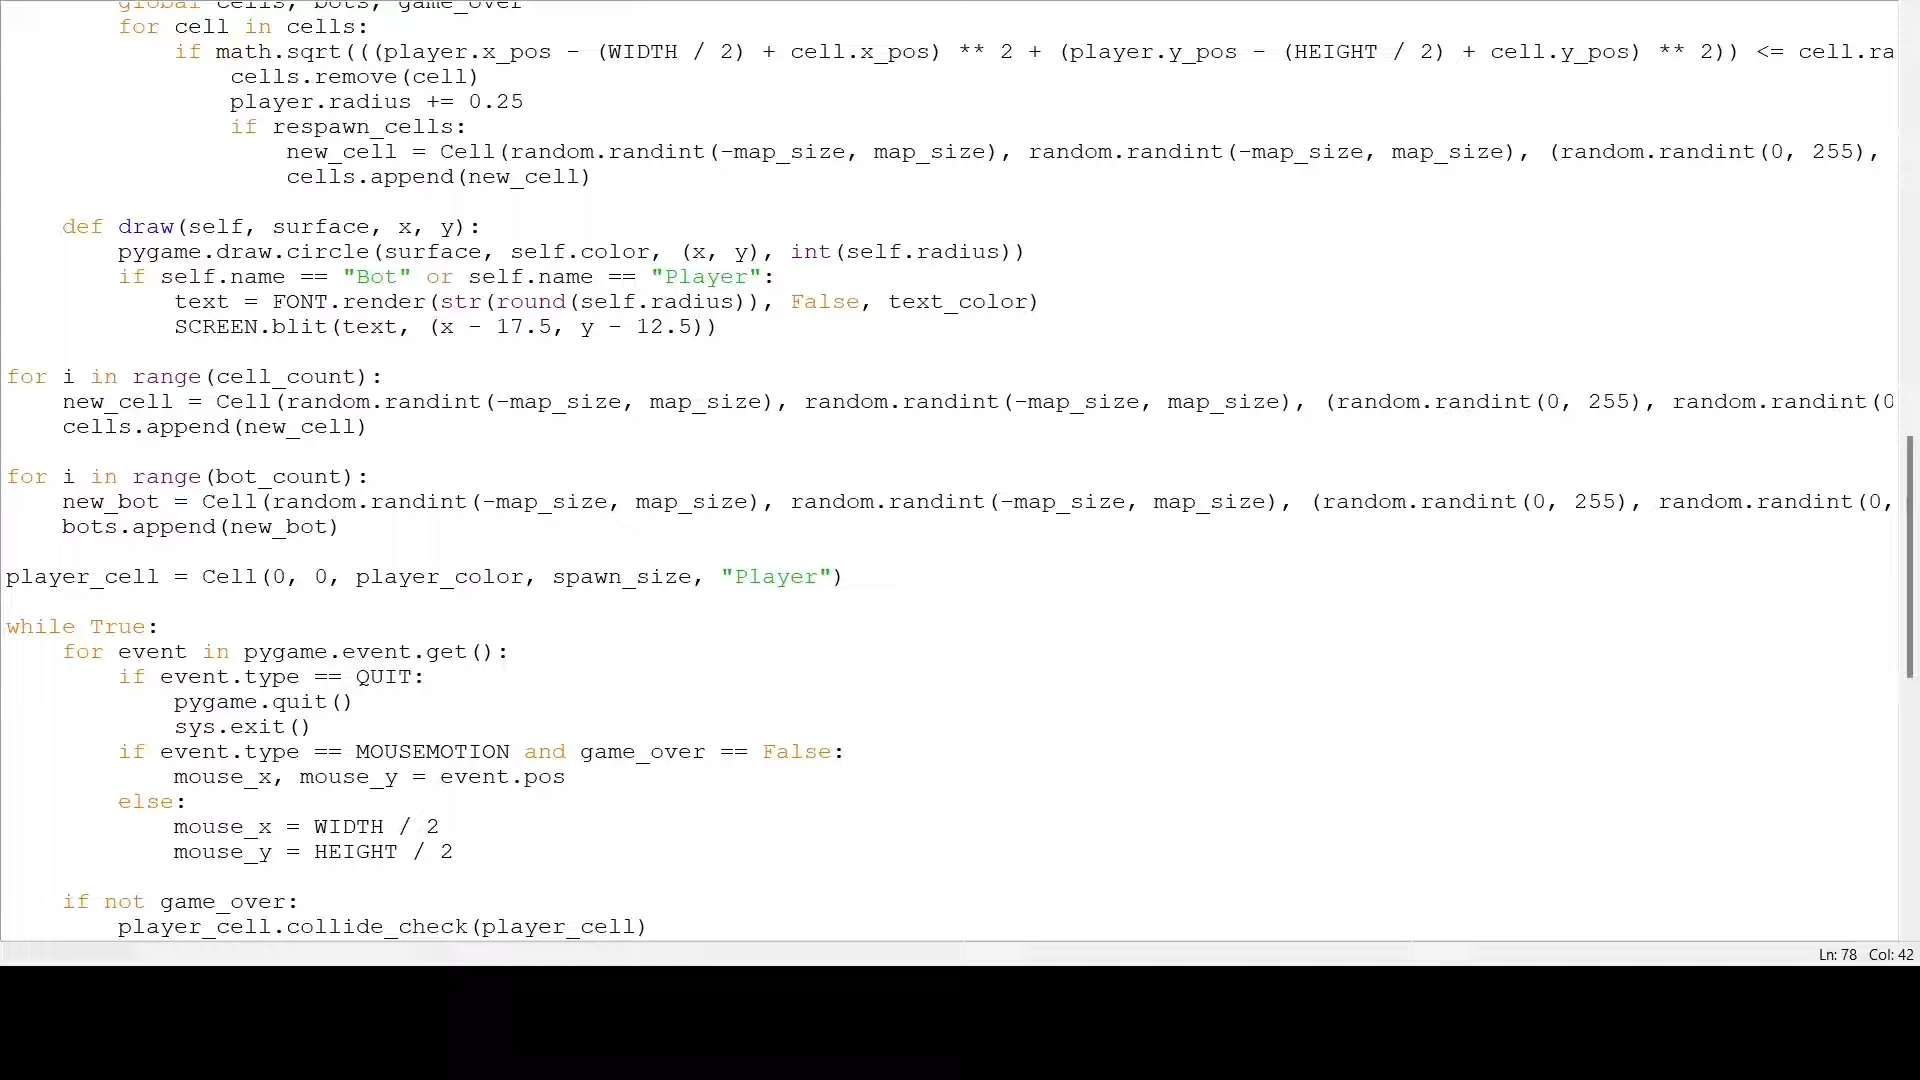 global cells, bots, game_over
for cell in cells:
if math.sqrt(((player.x_pos - (WIDTH / 2) + cell.x_pos) ** 2 + (player.y_pos - (HEIGHT / 2) + cell.y_pos) ** 2)) <= cell.ra
cells.remove(cell)
player.radius += 0.25
if respawn_cells:
new_cell = Cell(random.randint(-map_size, map_size), random.randint(-map_size, map_size), (random.randint(0, 255),
cells.append(new_cell)
def draw(self, surface, x, y):
pygame.draw.circle(surface, self.color, (x, y), int(self.radius))
if self.name == "Bot" or self.name == "Player":
text = FONT.render(str(round(self.radius)), False, text_color)
SCREEN.blit(text, (x - 17.5, y - 12.5))
for i in range(cell_count):
new_cell = Cell(random.randint(-map_size, map_size), random.randint(-map_size, map_size), (random.randint(0, 255), random.randint(0
cells.append(new_cell)
for i in range(bot_count):
new_bot = Cell(random.randint(-map_size, map_size), random.randint(-map_size, map_size), (random.randint(0, 255), random.randint(0,
bots.append(new_bot)
player_cell = Cell(0, 0, player_color, spawn_size, "Player")
while True:
for event in pygame.event.get():
if event.type == QUIT:
pygame.quit()
sys.exit()
if event.type == MOUSEMOTION and game_over == False:
mouse_x, mouse_y = event.pos
else:
mouse_x = WIDTH / 2
mouse_y = HEIGHT / 2
if not game_over:
player_cell.collide_check(player_cell)
Ln: 78 Col: 42